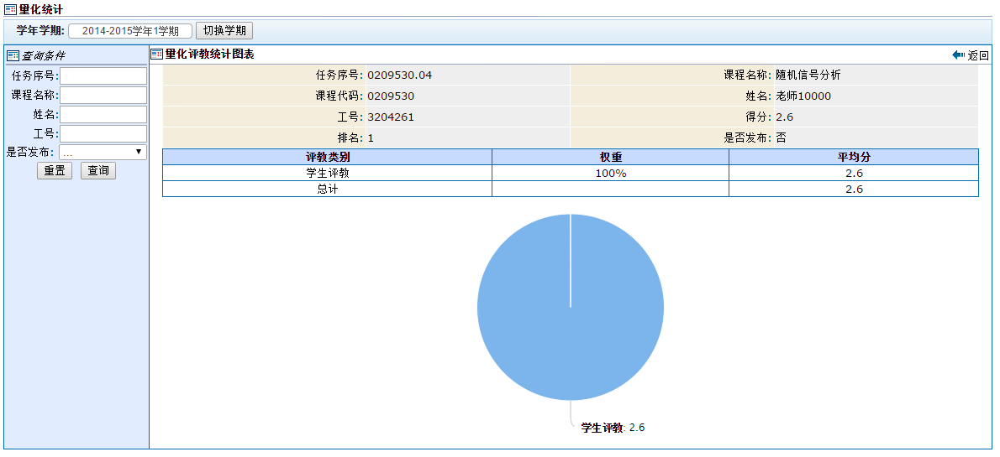 量化统计
学年学期: 2014-2015学年1学期 切换学期
查询条件
任务序号:
课程名称:
姓名:
工号:
是否发布: ...
重置 查询
量化评教统计图表 返回
任务序号: 0209530.04 课程名称: 随机信号分析
课程代码: 0209530 姓名: 老师10000
工号: 3204261 得分: 2.6
排名: 1 是否发布: 否
评教类别 权重 平均分
学生评教 100% 2.6
总计 2.6
学生评教: 2.6